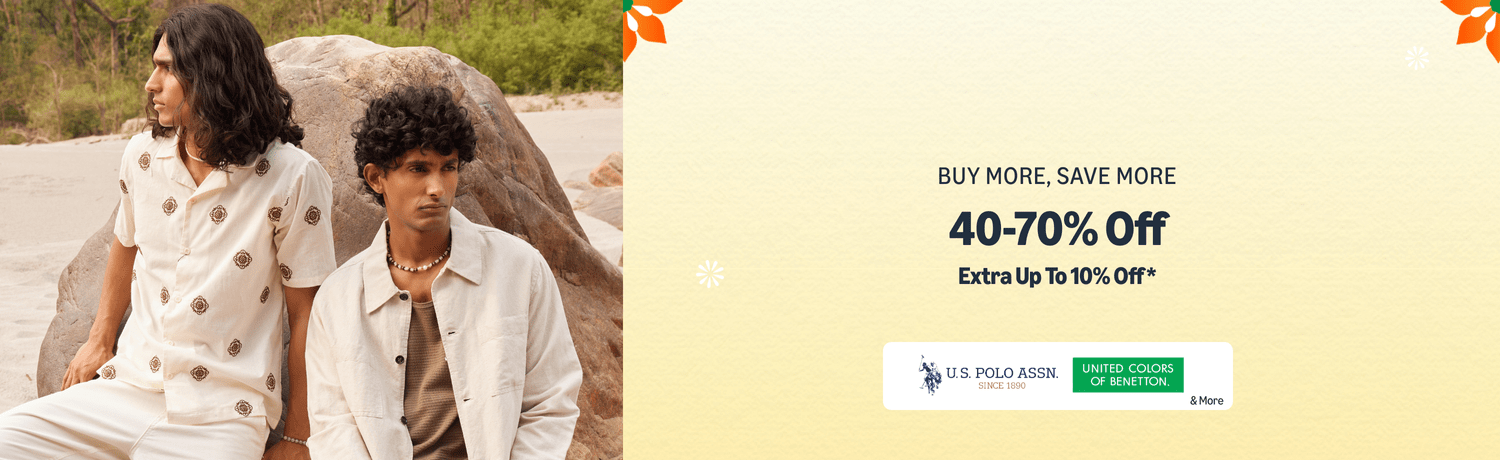 BUY MORE, SAVE MORE
40-70% Off
Extra Up To 10% Off*
U.S. POLO ASSN.
SINCE 1890
UNITED COLORS
OF BENETTON.
& More